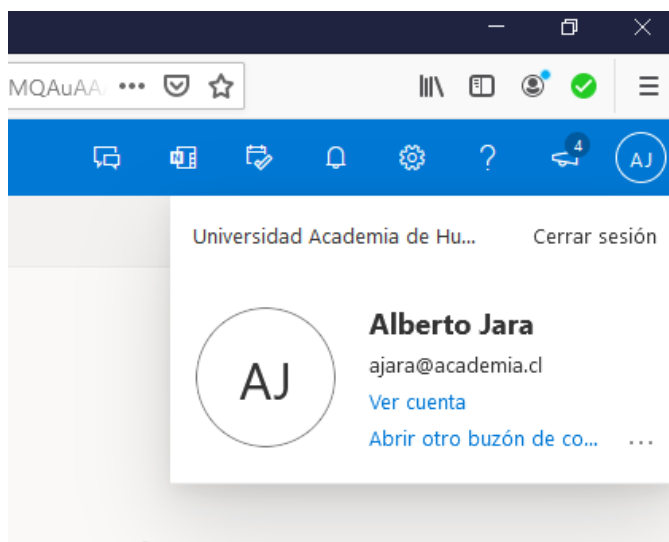 MQAuAA
4
AJ
Universidad Academia de Hu...
Cerrar sesión
AJ
Alberto Jara
ajara@academia.cl
Ver cuenta
Abrir otro buzón de co...